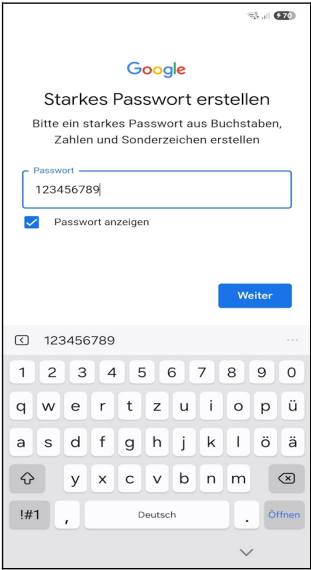 70
Google
Starkes Passwort erstellen
Bitte ein starkes Passwort aus Buchstaben,
Zahlen und Sonderzeichen erstellen
Passwort
123456789
Passwort anzeigen
Weiter
123456789
1 2 3 4 5 6 7 8 9 0
q w e r t z u i o p ü
a s d f g h j k l ö ä
y x c v b n m
!#1 , Deutsch . Öffnen